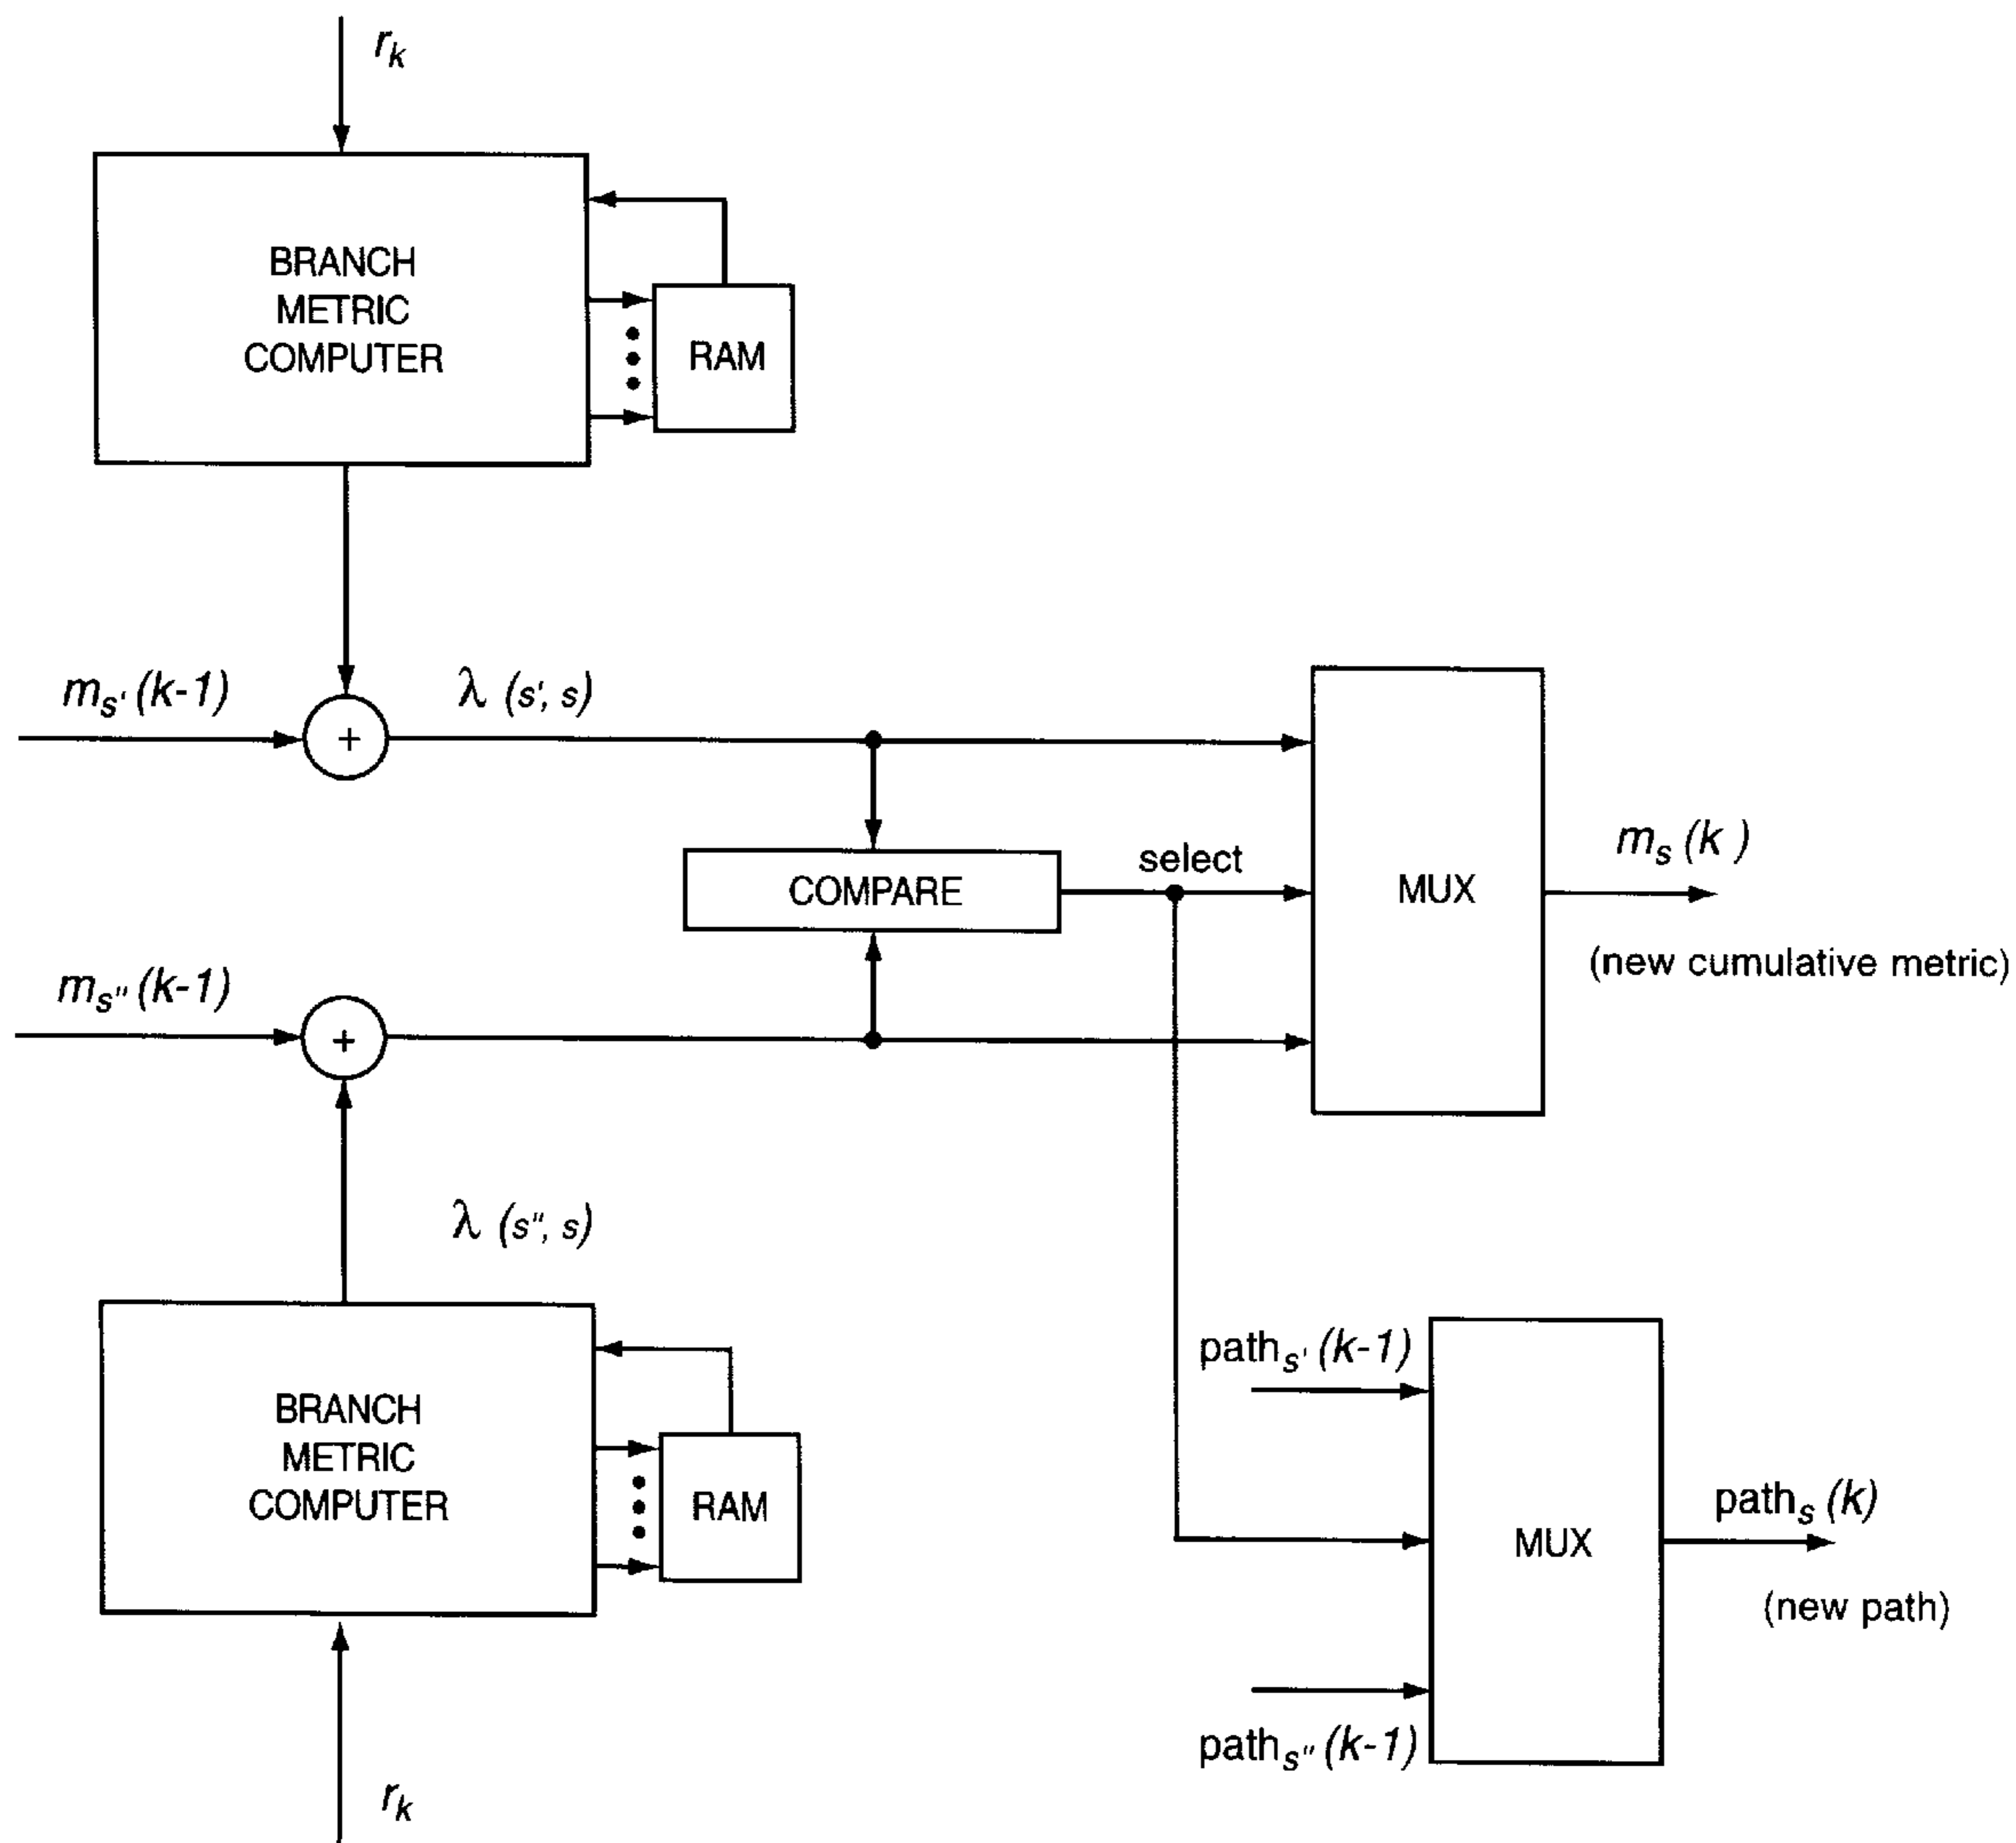 r_k
BRANCH
METRIC
COMPUTER
RAM
m_s' (k-1)
+
λ (s', s)
COMPARE
select
MUX
m_s (k )
(new cumulative metric)
m_s'' (k-1)
+
λ (s'', s)
BRANCH
METRIC
COMPUTER
RAM
path_s' (k-1)
MUX
path_s (k)
(new path)
path_s'' (k-1)
r_k